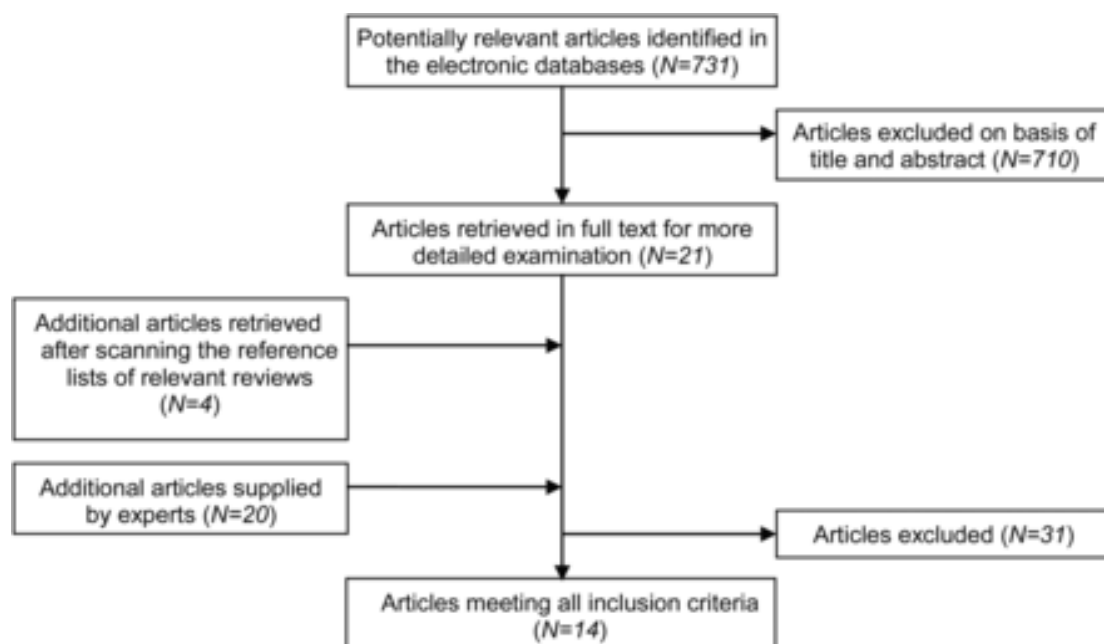 Potentially relevant articles identified in
the electronic databases (N=731)
Articles excluded on basis of
title and abstract (N=710)
Articles retrieved in full text for more
detailed examination (N=21)
Additional articles retrieved
after scanning the reference
lists of relevant reviews
(N=4)
Additional articles supplied
by experts (N=20)
Articles excluded (N=31)
Articles meeting all inclusion criteria
(N=14)